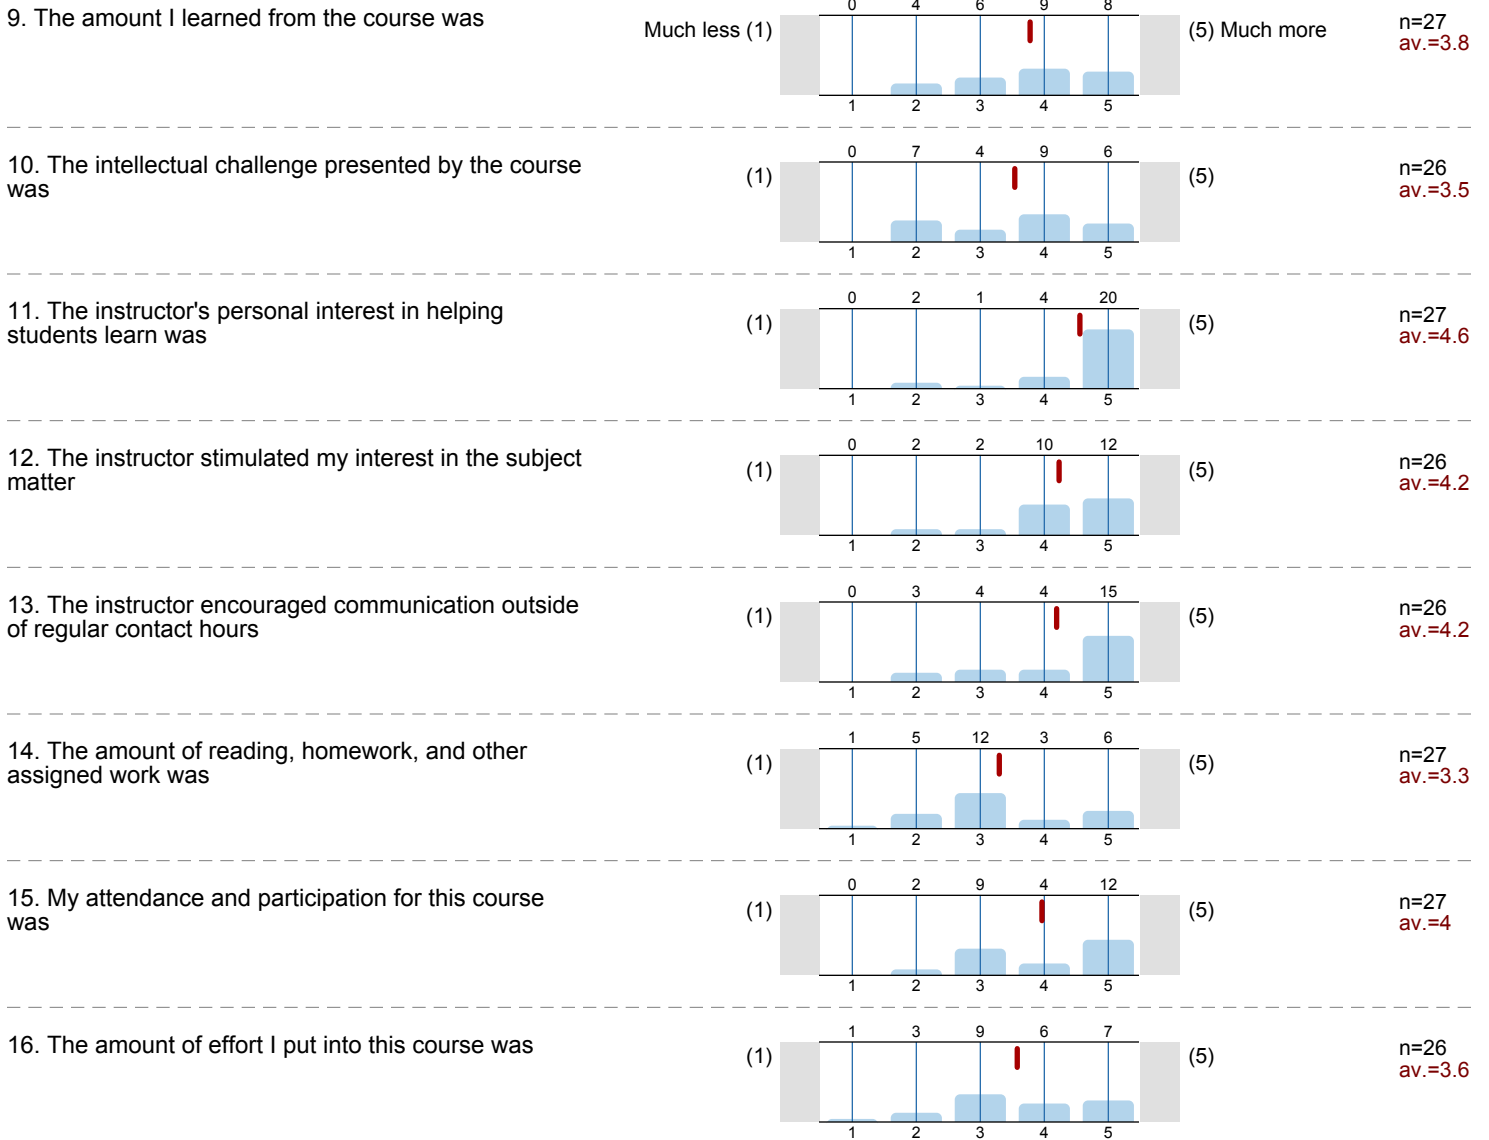 0 4 6 9 8
9. The amount I learned from the course was Much less (1) (5) Much more n=27
av.=3.8
1 2 3 4 5
0 7 4 9 6
10. The intellectual challenge presented by the course (1) (5) n=26
was av.=3.5
1 2 3 4 5
0 2 1 4 20
11. The instructor's personal interest in helping (1) (5) n=27
students learn was av.=4.6
1 2 3 4 5
0 2 2 10 12
12. The instructor stimulated my interest in the subject (1) (5) n=26
matter av.=4.2
1 2 3 4 5
0 3 4 4 15
13. The instructor encouraged communication outside (1) (5) n=26
of regular contact hours av.=4.2
1 2 3 4 5
1 5 12 3 6
14. The amount of reading, homework, and other (1) (5) n=27
assigned work was av.=3.3
1 2 3 4 5
0 2 9 4 12
15. My attendance and participation for this course (1) (5) n=27
was av.=4
1 2 3 4 5
1 3 9 6 7
16. The amount of effort I put into this course was (1) (5) n=26
av.=3.6
1 2 3 4 5